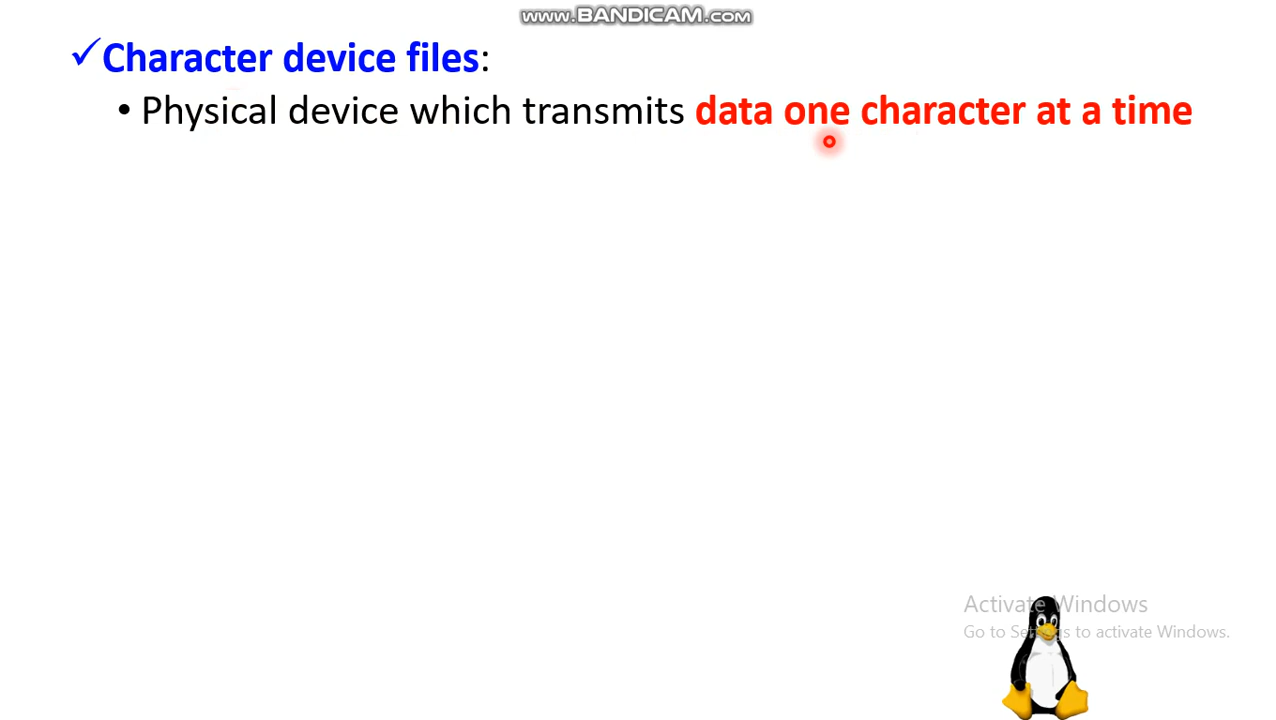 www.BANDICAM.com
✓Character device files:
• Physical device which transmits data one character at a time
Activate Windows
Go to Settings to activate Windows.